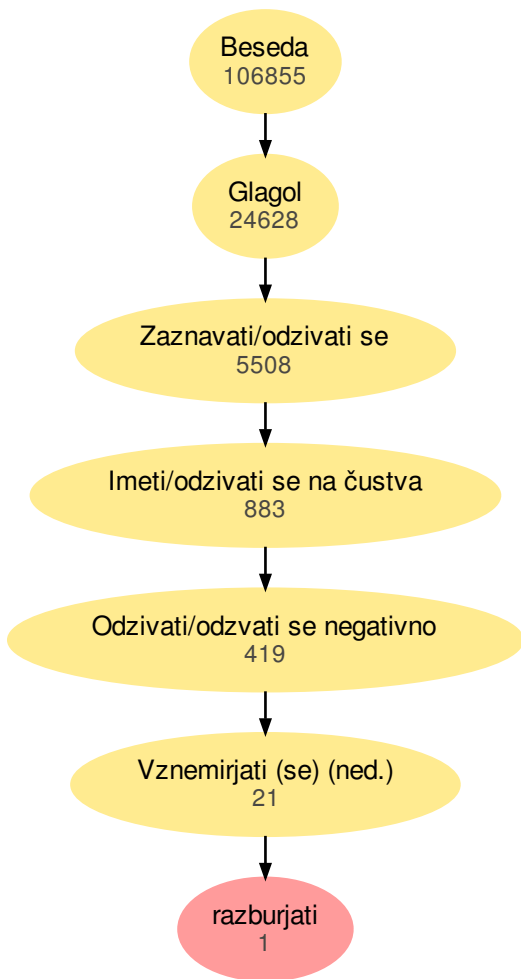 Beseda
106855
Glagol
24628
Zaznavati/odzivati se
5508
Imeti/odzivati se na čustva
883
Odzivati/odzvati se negativno
419
Vznemirjati (se) (ned.)
21
razburjati
1